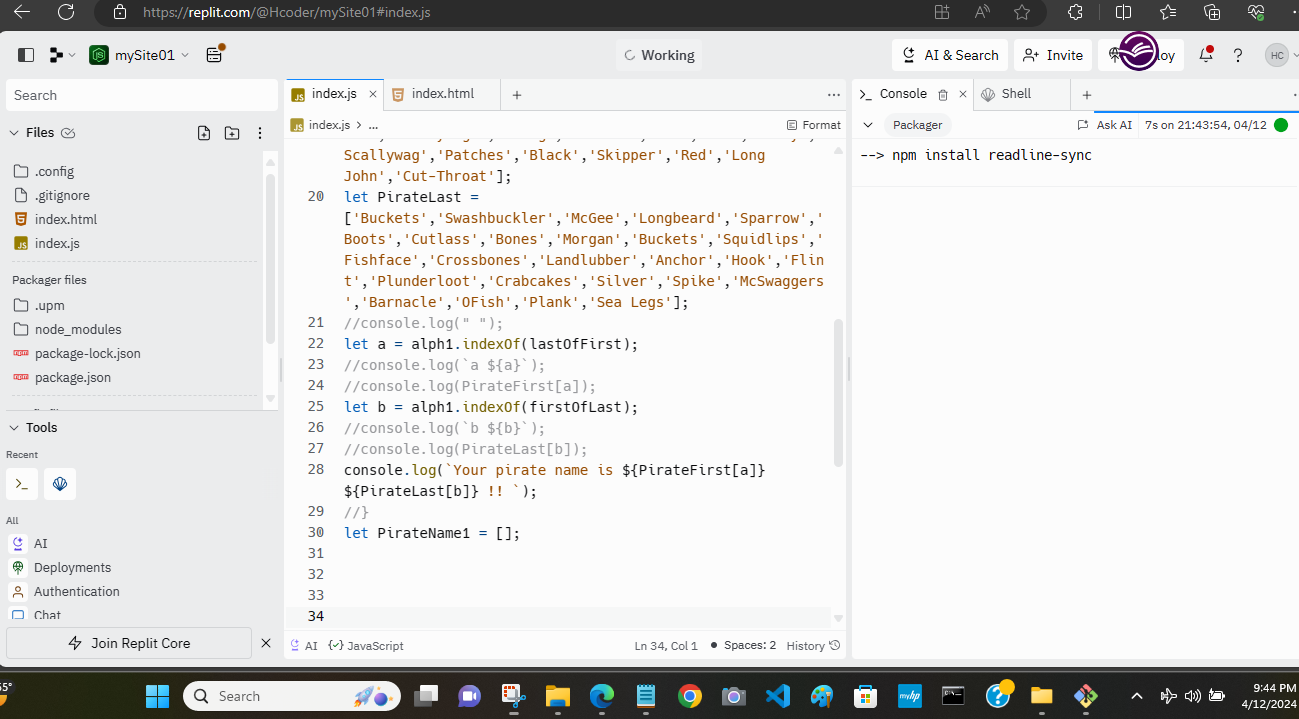 https://replit.com/@Hcoder/mySite01#index.js
mySite01
Working
AI & Search
Invite
HC
Search
Files
.config
.gitignore
index.html
index.js
Packager files
.upm
node_modules
package-lock.json
package.json
Tools
Recent
All
AI
Deployments
Authentication
Chat
Join Replit Core
index.js
index.html
index.js > ...
Format
Scallywag','Patches','Black','Skipper','Red','Long
John','Cut-Throat'];
20 let PirateLast =
['Buckets','Swashbuckler','McGee','Longbeard','Sparrow','
Boots','Cutlass','Bones','Morgan','Buckets','Squidlips','
Fishface','Crossbones','Landlubber','Anchor','Hook','Flin
t','Plunderloot','Crabcakes','Silver','Spike','McSwaggers
','Barnacle','OFish','Plank','Sea Legs'];
21 //console.log(" ");
22 let a = alph1.indexOf(lastOfFirst);
23 //console.log(`a ${a}`);
24 //console.log(PirateFirst[a]);
25 let b = alph1.indexOf(firstOfLast);
26 //console.log(`b ${b}`);
27 //console.log(PirateLast[b]);
28 console.log(`Your pirate name is ${PirateFirst[a]}
${PirateLast[b]} !! `);
29 //}
30 let PirateName1 = [];
31
32
33
34
AI
JavaScript
Ln 34, Col 1
Spaces: 2
History
Console
Shell
Packager
Ask AI
7s on 21:43:54, 04/12
--> npm install readline-sync
Search
9:44 PM
4/12/2024